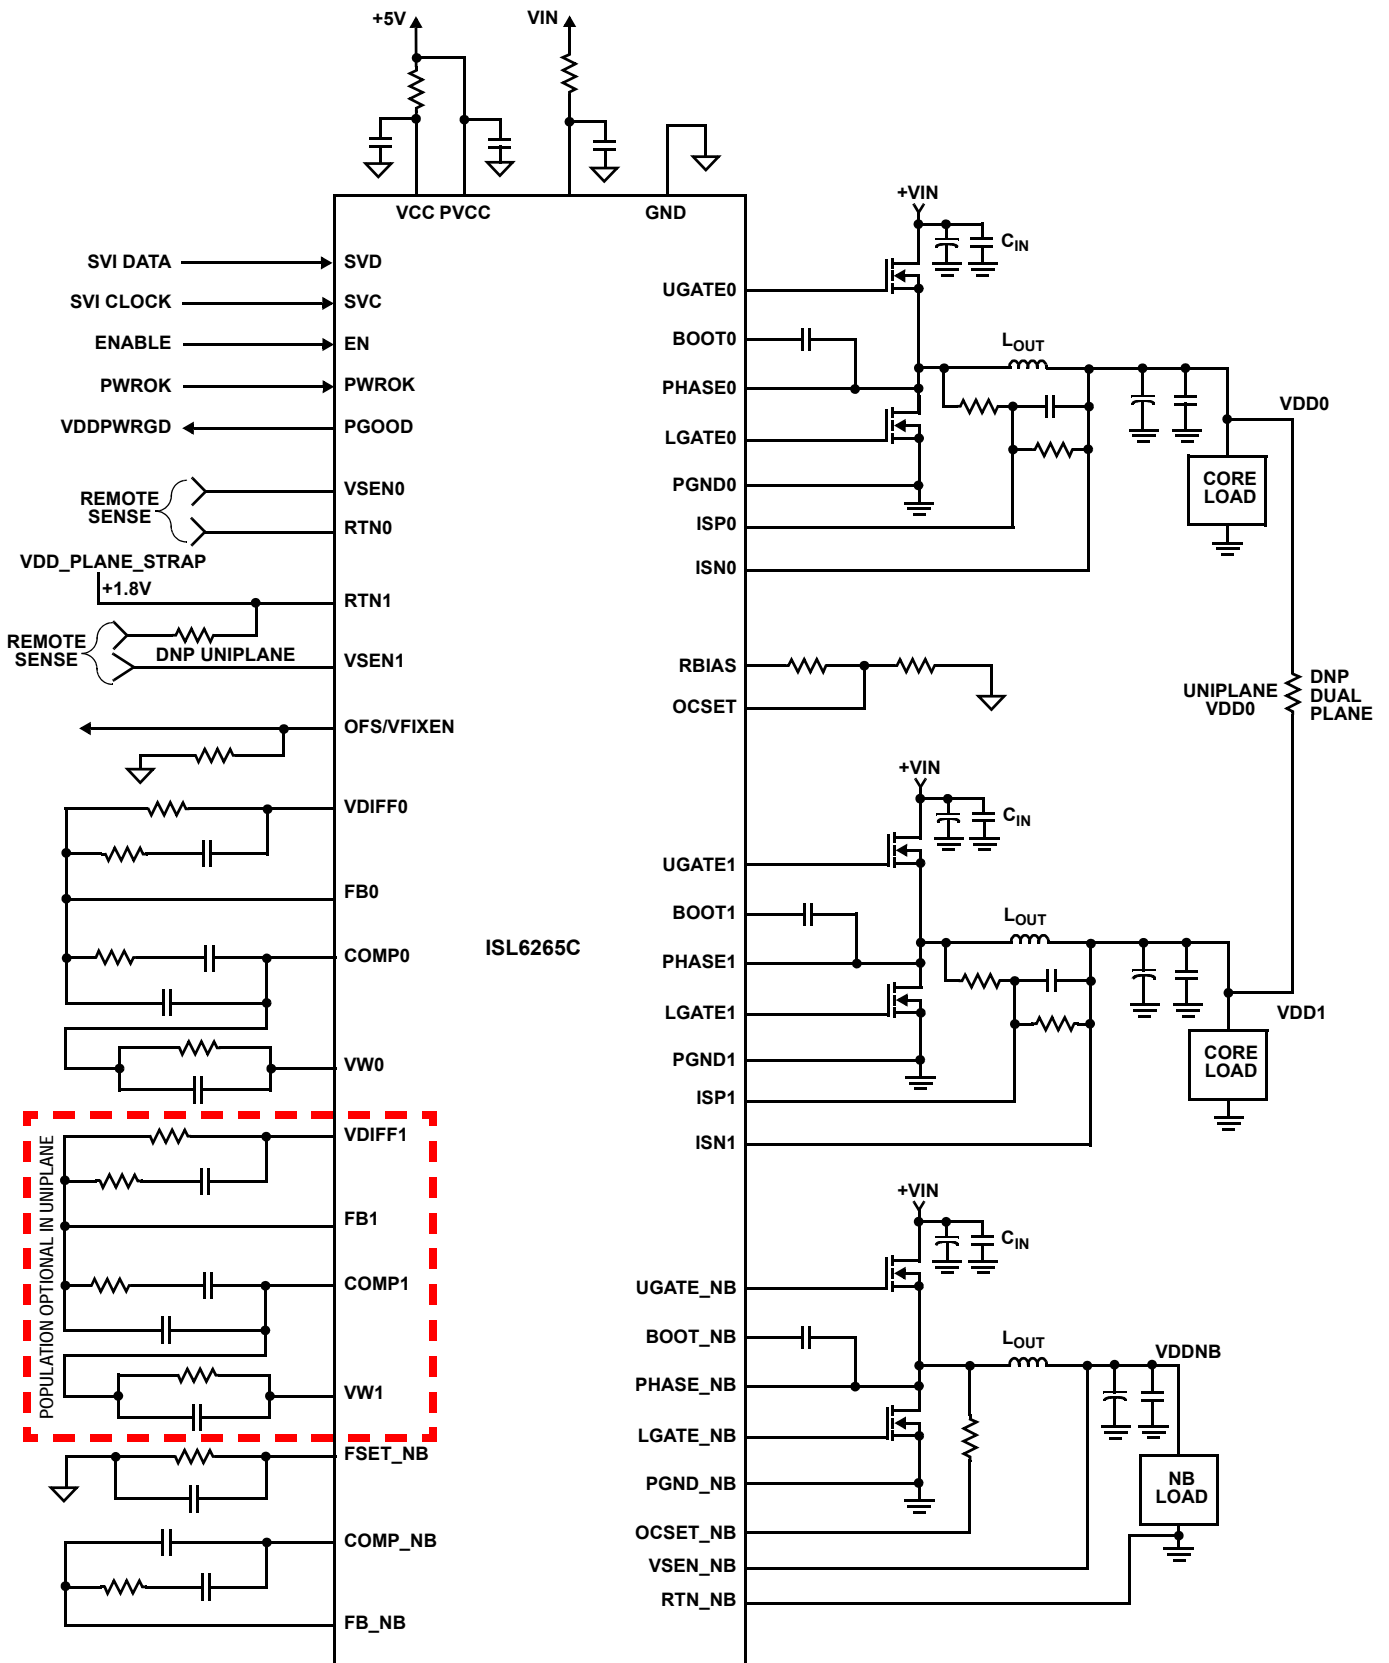 +5V
VIN
VCC PVCC
GND
SVI DATA
SVD
SVI CLOCK
SVC
ENABLE
EN
PWROK
PWROK
VDDPWRGD
PGOOD
REMOTE
SENSE
VSEN0
RTN0
VDD_PLANE_STRAP
+1.8V
RTN1
REMOTE
SENSE
DNP UNIPLANE
VSEN1
OFS/VFIXEN
VDIFF0
FB0
COMP0
VW0
POPULATION OPTIONAL IN UNIPLANE
VDIFF1
FB1
COMP1
VW1
FSET_NB
COMP_NB
FB_NB
ISL6265C
+VIN
CIN
UGATE0
BOOT0
LOUT
PHASE0
VDD0
LGATE0
CORE
LOAD
PGND0
ISP0
ISN0
RBIAS
OCSET
UNIPLANE
VDD0
DNP
DUAL
PLANE
+VIN
CIN
UGATE1
BOOT1
LOUT
PHASE1
LGATE1
VDD1
PGND1
CORE
LOAD
ISP1
ISN1
+VIN
CIN
UGATE_NB
BOOT_NB
LOUT
VDDNB
PHASE_NB
LGATE_NB
PGND_NB
NB
LOAD
OCSET_NB
VSEN_NB
RTN_NB